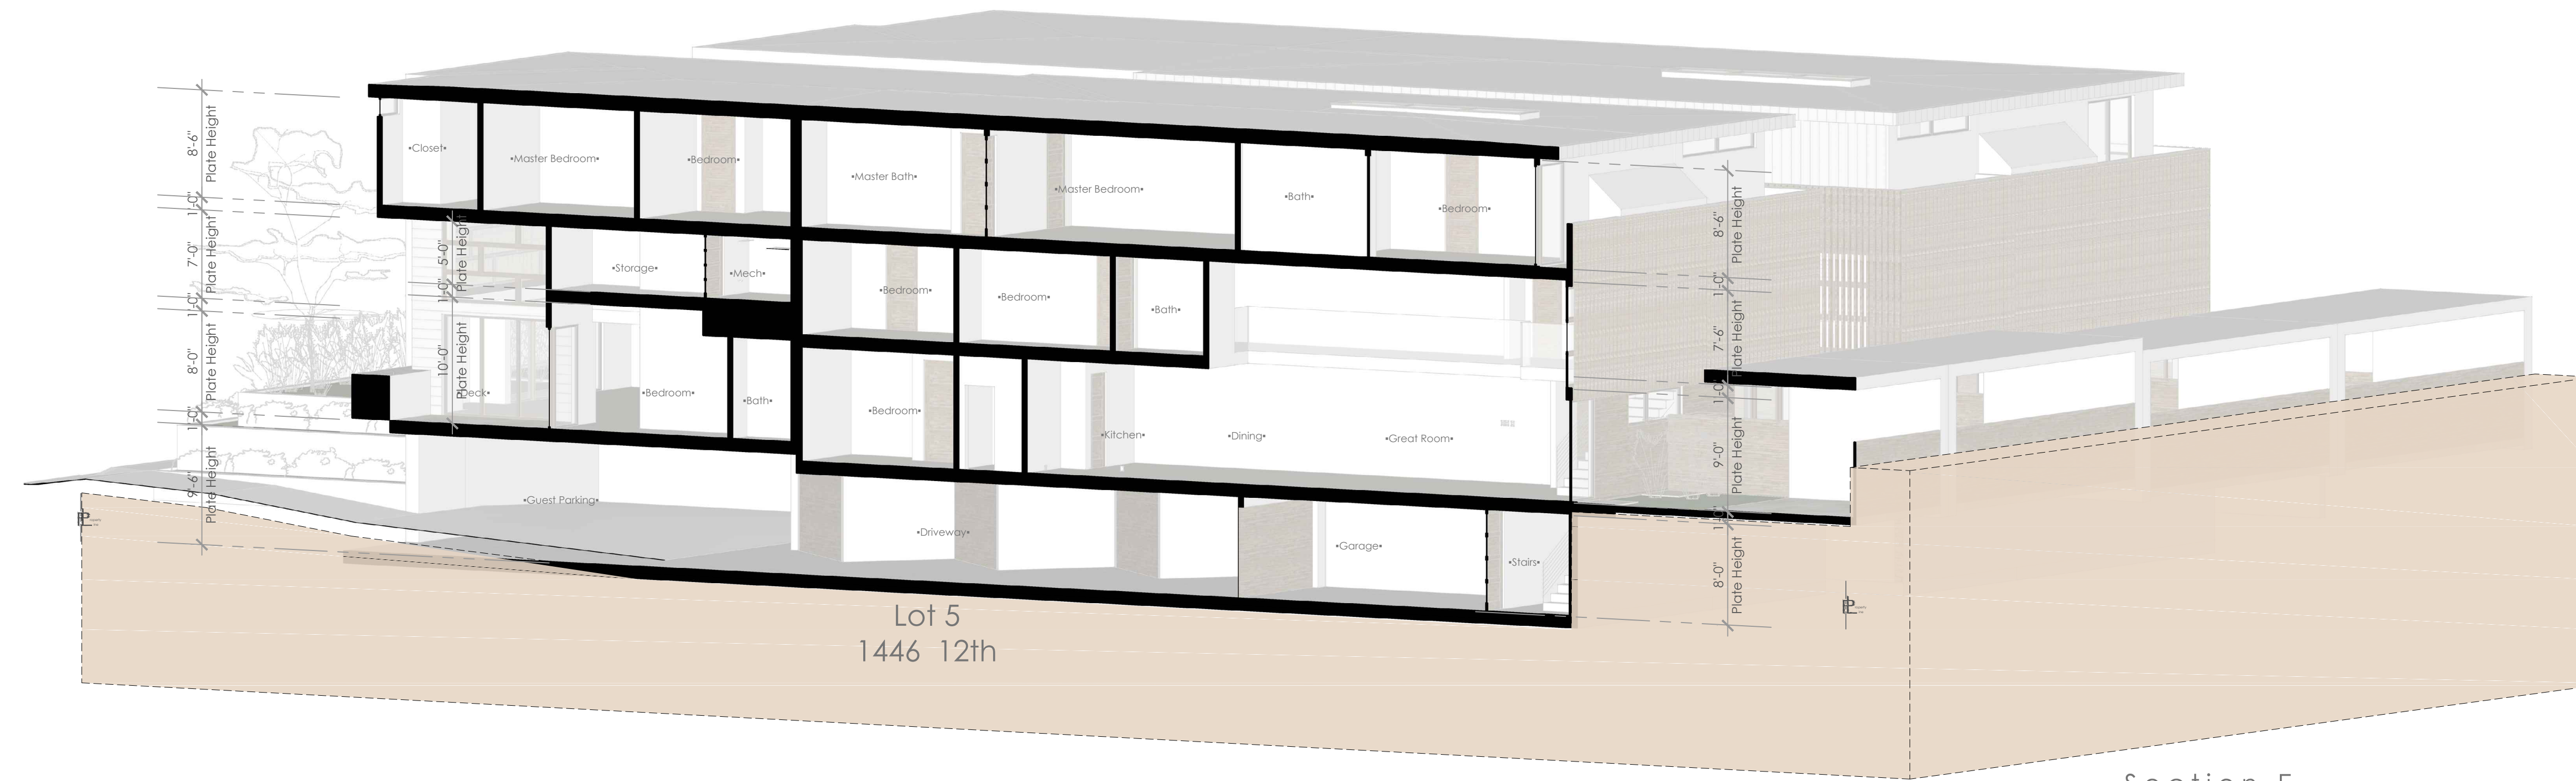 8'-6"
Plate Height
1'-0"
7'-0"
Plate Height
1'-0"
8'-0"
Plate Height
1'-0"
9'-6"
Plate Height
5'-0"
Plate Height
1'-0"
10'-0"
Plate Height
•Closet•
•Master Bedroom•
•Bedroom•
•Master Bath•
•Master Bedroom•
•Bath•
•Bedroom•
•Storage•
•Mech•
•Bedroom•
•Bedroom•
•Bath•
•Deck•
•Bedroom•
•Bath•
•Bedroom•
•Kitchen•
•Dining•
•Great Room•
•Guest Parking•
•Driveway•
•Garage•
•Stairs•
8'-6"
Plate Height
1'-0"
7'-6"
Plate Height
1'-0"
9'-0"
Plate Height
1'-0"
8'-0"
Plate Height
PL
PL
Lot 5
1446 12th
Section 5